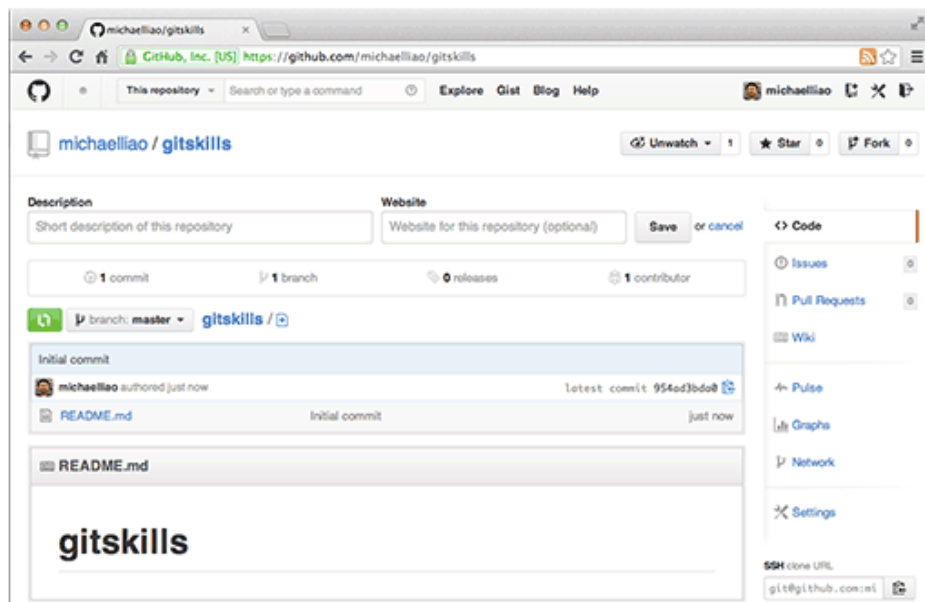 michaelliao/gitskills
GitHub, Inc. [US] https://github.com/michaelliao/gitskills
This repository Search or type a command Explore Gist Blog Help michaelliao
michaelliao / gitskills Unwatch 1 Star 0 Fork 0
Description Website
Short description of this repository Website for this repository (optional) Save or cancel
<> Code
1 commit 1 branch 0 releases 1 contributor
Issues 0
Pull Requests 0
branch: master gitskills /
Wiki
Initial commit
michaelliao authored just now latest commit 954ad3bda0
Pulse
README.md Initial commit just now
Graphs
README.md
Network
gitskills
Settings
SSH clone URL
git@github.com:mi